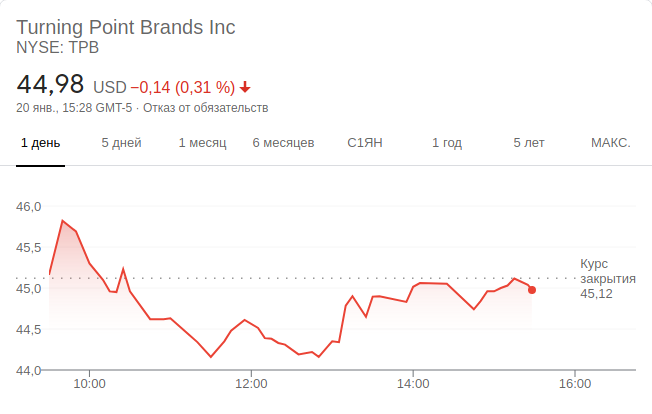 Turning Point Brands Inc
NYSE: TPB
44,98 USD −0,14 (0,31 %)
20 янв., 15:28 GMT-5 · Отказ от обязательств
1 день 5 дней 1 месяц 6 месяцев С1ЯН 1 год 5 лет МАКС.
46,0
45,5
45,0
44,5
44,0
Курс
закрытия
45,12
10:00 12:00 14:00 16:00